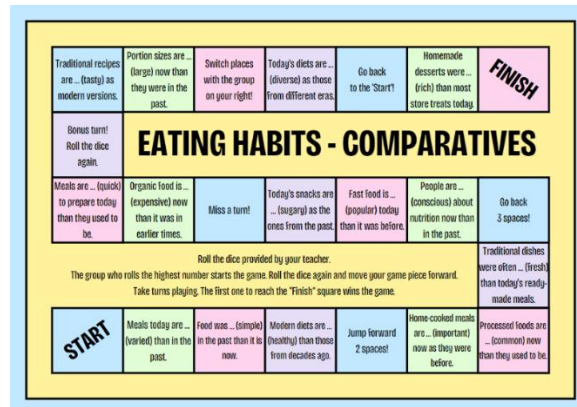 Traditional recipes
are ... (tasty) as
modern versions.
Portion sizes are ...
(large) now than
they were in the
past.
Switch places
with the group
on your right!
Today's diets are ...
(diverse) as those
from different eras.
Go back
to the 'Start'!
Homemade
desserts were ...
(rich) than most
store treats today.
FINISH
Bonus turn!
Roll the dice
again.
EATING HABITS - COMPARATIVES
Meals are ... (quick)
to prepare today
than they used to
be.
Organic food is ...
(expensive) now
than it was in
earlier times.
Miss a turn!
Today's snacks are
... (sugary) as the
ones from the past.
Fast food is ...
(popular) today
than it was before.
People are ...
(conscious) about
nutrition now than
in the past.
Go back
3 spaces!
Roll the dice provided by your teacher.
The group who rolls the highest number starts the game. Roll the dice again and move your game piece forward.
Take turns playing. The first one to reach the "Finish" square wins the game.
Traditional dishes
were often ... (fresh)
than today's ready-
made meals.
START
Meals today are ...
(varied) than in the
past.
Food was ... (simple)
in the past than it is
now.
Modern diets are ...
(healthy) than those
from decades ago.
Jump forward
2 spaces!
Home-cooked meals
are ... (important)
now as they were
before.
Processed foods are
... (common) now
than they used to be.